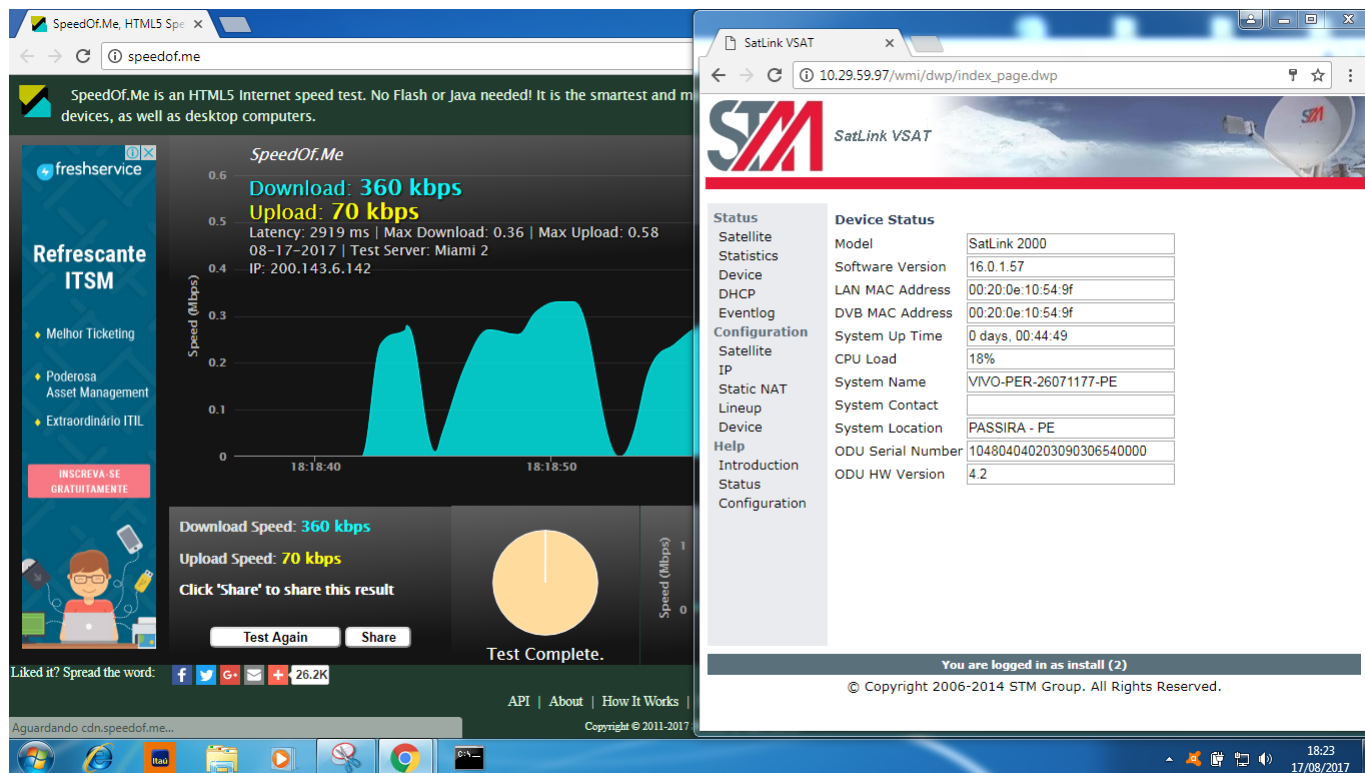 SpeedOf.Me, HTML5 Spe
speedof.me
SpeedOf.Me is an HTML5 Internet speed test. No Flash or Java needed! It is the smartest and m
devices, as well as desktop computers.
freshservice
Refrescante
ITSM
Melhor Ticketing
Poderosa
Asset Management
Extraordinário ITIL
INSCREVA-SE
GRATUITAMENTE
SpeedOf.Me
Download: 360 kbps
Upload: 70 kbps
Latency: 2919 ms | Max Download: 0.36 | Max Upload: 0.58
08-17-2017 | Test Server: Miami 2
IP: 200.143.6.142
Speed (Mbps)
0.6
0.5
0.4
0.3
0.2
0.1
0
18:18:40
18:18:50
Download Speed: 360 kbps
Upload Speed: 70 kbps
Click 'Share' to share this result
Test Again
Share
Test Complete.
Speed (Mbps)
1
0
Liked it? Spread the word:
26.2K
API | About | How It Works |
Copyright © 2011-2017
Aguardando cdn.speedof.me...
SatLink VSAT
10.29.59.97/wmi/dwp/index_page.dwp
STM
SatLink VSAT
STM
Status
Satellite
Statistics
Device
DHCP
Eventlog
Configuration
Satellite
IP
Static NAT
Lineup
Device
Help
Introduction
Status
Configuration
Device Status
Model SatLink 2000
Software Version 16.0.1.57
LAN MAC Address 00:20:0e:10:54:9f
DVB MAC Address 00:20:0e:10:54:9f
System Up Time 0 days, 00:44:49
CPU Load 18%
System Name VIVO-PER-26071177-PE
System Contact
System Location PASSIRA - PE
ODU Serial Number 104804040203090306540000
ODU HW Version 4.2
You are logged in as install (2)
© Copyright 2006-2014 STM Group. All Rights Reserved.
Itaú
C:\_
18:23
17/08/2017